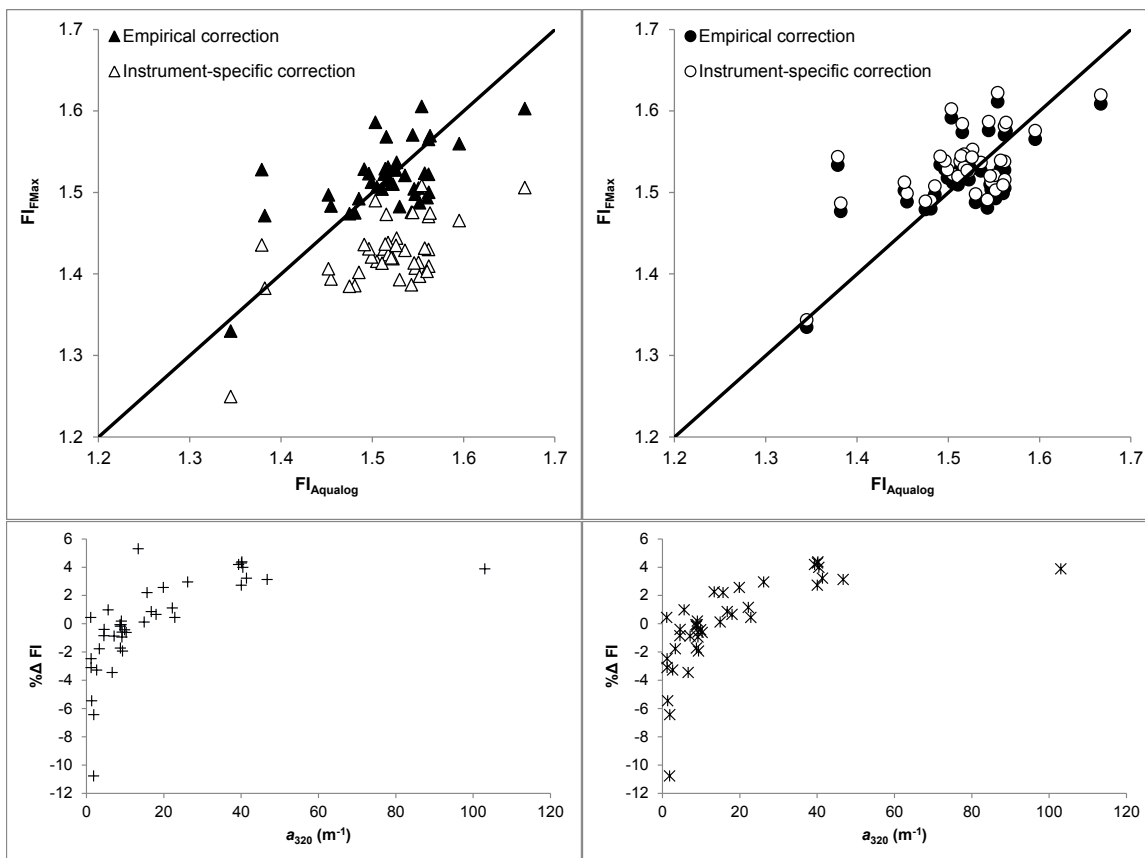 1.7
▲ Empirical correction
△ Instrument-specific correction
1.6
1.5
1.4
1.3
1.2
1.2 1.3 1.4 1.5 1.6 1.7
FI_FMax
FI_Aqualog
1.7
● Empirical correction
○ Instrument-specific correction
1.6
1.5
1.4
1.3
1.2
1.2 1.3 1.4 1.5 1.6 1.7
FI_FMax
FI_Aqualog
6
4
2
0
-2
-4
-6
-8
-10
-12
0 20 40 60 80 100 120
%Δ FI
a320 (m-1)
6
4
2
0
-2
-4
-6
-8
-10
-12
0 20 40 60 80 100 120
%Δ FI
a320 (m-1)